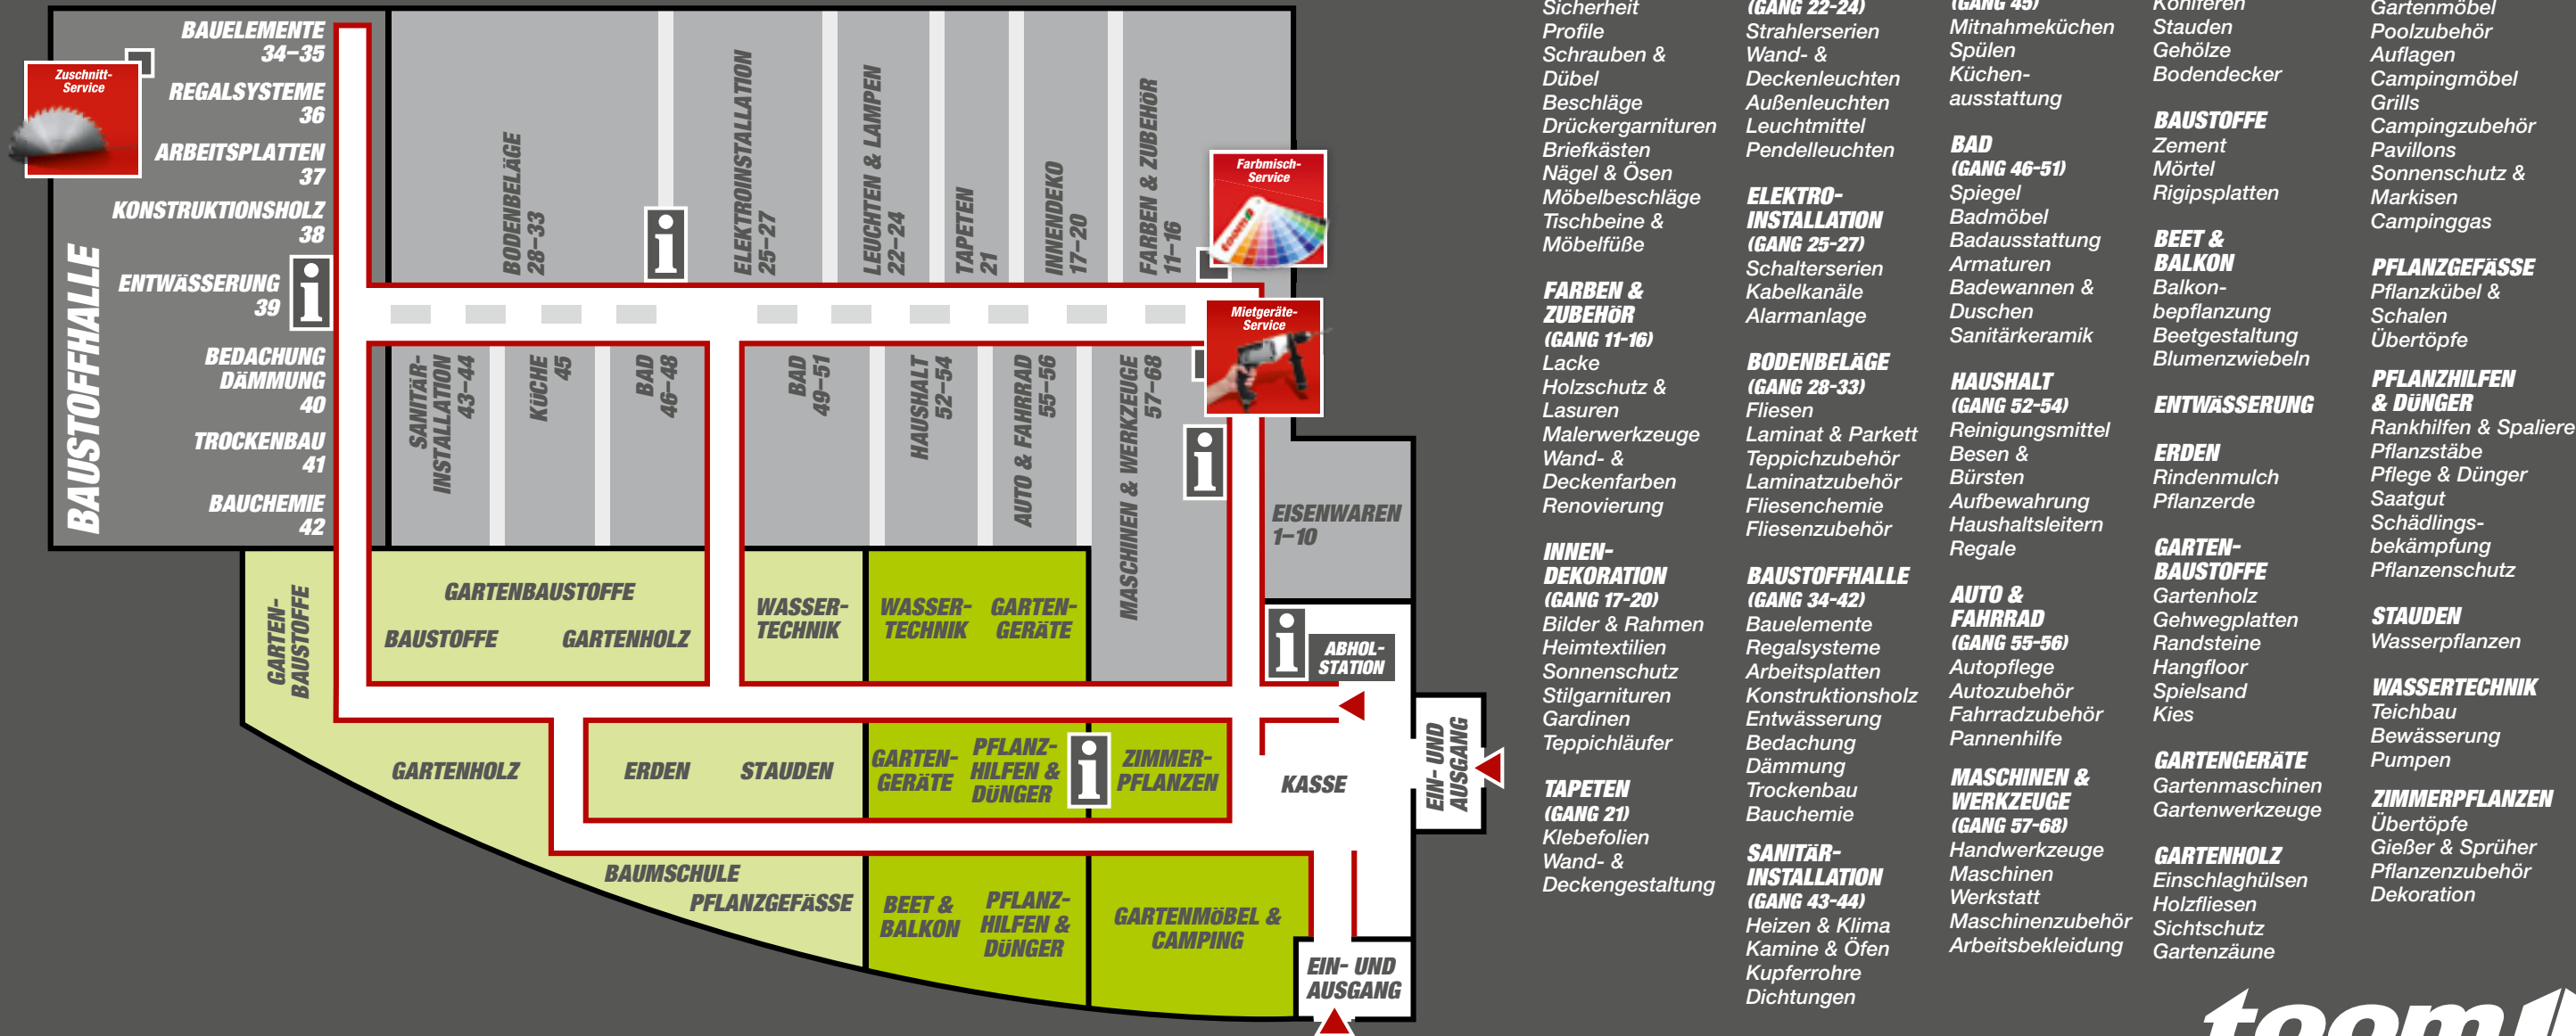 BAUELEMENTE
34–35
Zuschnitt-
Service
REGALSYSTEME
36
ARBEITSPLATTEN
37
KONSTRUKTIONSHOLZ
38
ENTWÄSSERUNG
39
BEDACHUNG
DÄMMUNG
40
TROCKENBAU
41
BAUCHEMIE
42
BAUSTOFFHALLE
BODENBELÄGE
28–33
ELEKTROINSTALLATION
25–27
LEUCHTEN & LAMPEN
22–24
TAPETEN
21
INNENDEKO
17–20
FARBEN & ZUBEHÖR
11–16
i
i
Farbmisch-
Service
toom
Mietgeräte-
Service
SANITÄR-
INSTALLATION
43–44
KÜCHE
45
BAD
46–48
BAD
49–51
HAUSHALT
52–54
AUTO & FAHRRAD
55–56
MASCHINEN & WERKZEUGE
57–68
i
EISENWAREN
1–10
GARTEN-
BAUSTOFFE
GARTENBAUSTOFFE
BAUSTOFFE
GARTENHOLZ
WASSER-
TECHNIK
WASSER-
TECHNIK
GARTEN-
GERÄTE
i
ABHOL-
STATION
GARTENHOLZ
ERDEN
STAUDEN
GARTEN-
GERÄTE
PFLANZ-
HILFEN &
DÜNGER
i
ZIMMER-
PFLANZEN
KASSE
EIN- UND
AUSGANG
BAUMSCHULE
PFLANZGEFÄSSE
BEET &
BALKON
PFLANZ-
HILFEN &
DÜNGER
GARTENMÖBEL &
CAMPING
EIN- UND
AUSGANG
Sicherheit
Profile
Schrauben &
Dübel
Beschläge
Drückergarnituren
Briefkästen
Nägel & Ösen
Möbelbeschläge
Tischbeine &
Möbelfüße
FARBEN &
ZUBEHÖR
(GANG 11-16)
Lacke
Holzschutz &
Lasuren
Malerwerkzeuge
Wand- &
Deckenfarben
Renovierung
INNEN-
DEKORATION
(GANG 17-20)
Bilder & Rahmen
Heimtextilien
Sonnenschutz
Stilgarnituren
Gardinen
Teppichläufer
TAPETEN
(GANG 21)
Klebefolien
Wand- &
Deckengestaltung
(GANG 22-24)
Strahlerserien
Wand- &
Deckenleuchten
Außenleuchten
Leuchtmittel
Pendelleuchten
ELEKTRO-
INSTALLATION
(GANG 25-27)
Schalterserien
Kabelkanäle
Alarmanlage
BODENBELÄGE
(GANG 28-33)
Fliesen
Laminat & Parkett
Teppichzubehör
Laminatzubehör
Fliesenchemie
Fliesenzubehör
BAUSTOFFHALLE
(GANG 34-42)
Bauelemente
Regalsysteme
Arbeitsplatten
Konstruktionsholz
Entwässerung
Bedachung
Dämmung
Trockenbau
Bauchemie
SANITÄR-
INSTALLATION
(GANG 43-44)
Heizen & Klima
Kamine & Öfen
Kupferrohre
Dichtungen
(GANG 45)
Mitnahmeküchen
Spülen
Küchen-
ausstattung
BAD
(GANG 46-51)
Spiegel
Badmöbel
Badausstattung
Armaturen
Badewannen &
Duschen
Sanitärkeramik
HAUSHALT
(GANG 52-54)
Reinigungsmittel
Besen &
Bürsten
Aufbewahrung
Haushaltsleitern
Regale
AUTO &
FAHRRAD
(GANG 55-56)
Autopflege
Autozubehör
Fahrradzubehör
Pannenhilfe
MASCHINEN &
WERKZEUGE
(GANG 57-68)
Handwerkzeuge
Maschinen
Werkstatt
Maschinenzubehör
Arbeitsbekleidung
Koniferen
Stauden
Gehölze
Bodendecker
BAUSTOFFE
Zement
Mörtel
Rigipsplatten
BEET &
BALKON
Balkon-
bepflanzung
Beetgestaltung
Blumenzwiebeln
ENTWÄSSERUNG
ERDEN
Rindenmulch
Pflanzerde
GARTEN-
BAUSTOFFE
Gartenholz
Gehwegplatten
Randsteine
Hangfloor
Spielsand
Kies
GARTENGERÄTE
Gartenmaschinen
Gartenwerkzeuge
GARTENHOLZ
Einschlaghülsen
Holzfliesen
Sichtschutz
Gartenzäune
Gartenmöbel
Poolzubehör
Auflagen
Campingmöbel
Grills
Campingzubehör
Pavillons
Sonnenschutz &
Markisen
Campinggas
PFLANZGEFÄSSE
Pflanzkübel &
Schalen
Übertöpfe
PFLANZHILFEN
& DÜNGER
Rankhilfen & Spaliere
Pflanzstäbe
Pflege & Dünger
Saatgut
Schädlings-
bekämpfung
Pflanzenschutz
STAUDEN
Wasserpflanzen
WASSERTECHNIK
Teichbau
Bewässerung
Pumpen
ZIMMERPFLANZEN
Übertöpfe
Gießer & Sprüher
Pflanzenzubehör
Dekoration
toom